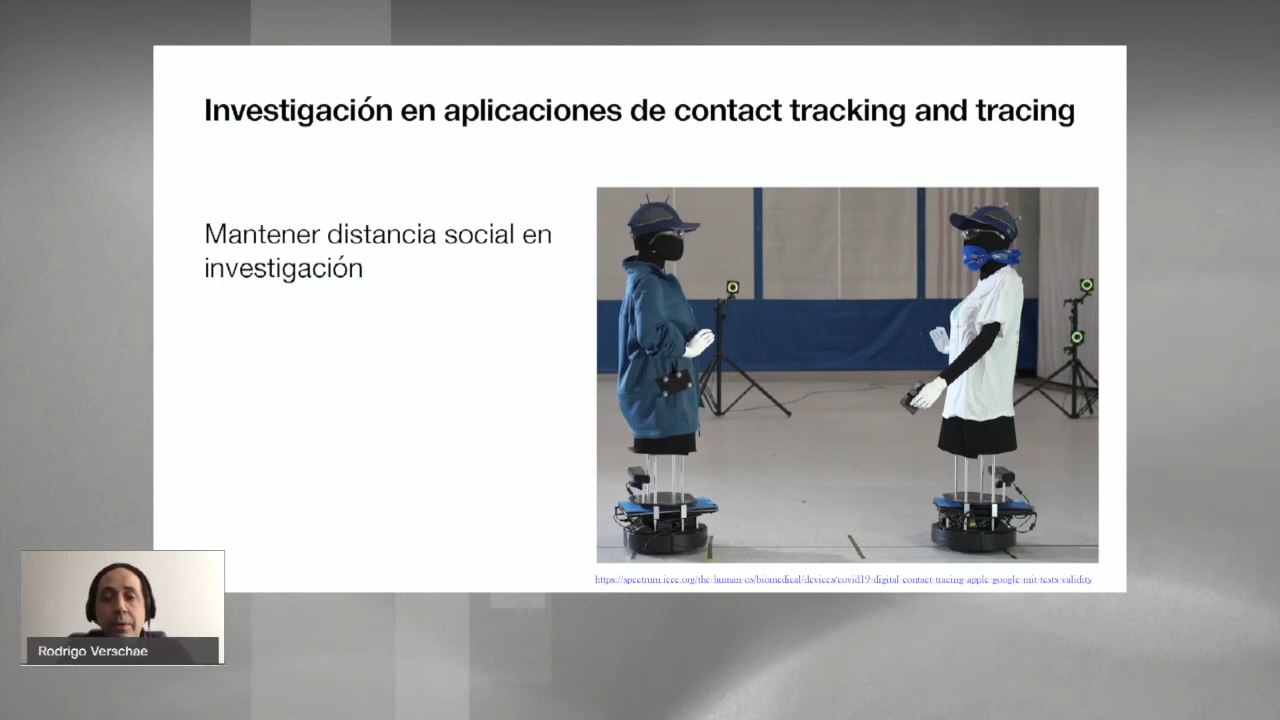 Investigación en aplicaciones de contact tracking and tracing
Mantener distancia social en
investigación
https://spectrum.ieee.org/the-human-os/biomedical/devices/covid19-digital-contact-tracing-apple-google-mit-tests-validity
Rodrigo Verschae